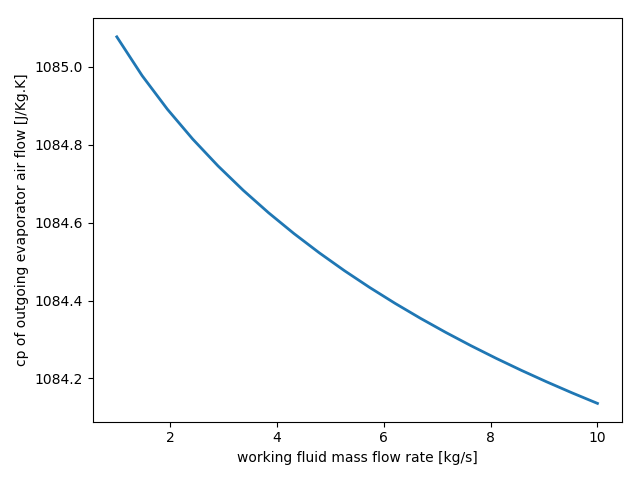 cp of outgoing evaporator air flow [J/Kg.K]
1085.0
1084.8
1084.6
1084.4
1084.2
2 4 6 8 10
working fluid mass flow rate [kg/s]